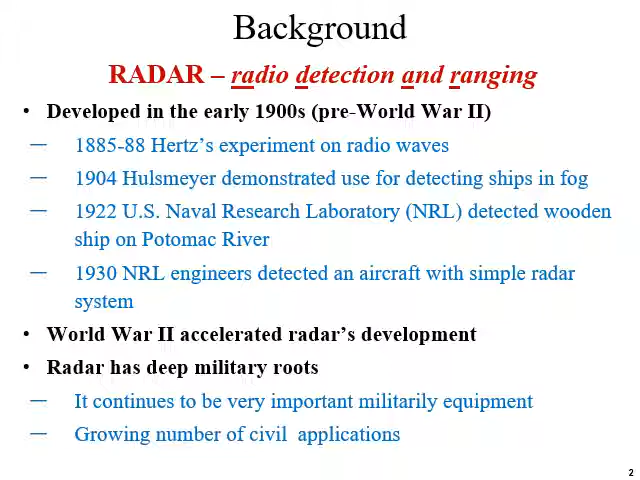 Background
RADAR – radio detection and ranging
• Developed in the early 1900s (pre-World War II)
— 1885-88 Hertz’s experiment on radio waves
— 1904 Hulsmeyer demonstrated use for detecting ships in fog
— 1922 U.S. Naval Research Laboratory (NRL) detected wooden
ship on Potomac River
— 1930 NRL engineers detected an aircraft with simple radar
system
• World War II accelerated radar’s development
• Radar has deep military roots
— It continues to be very important militarily equipment
— Growing number of civil  applications
2